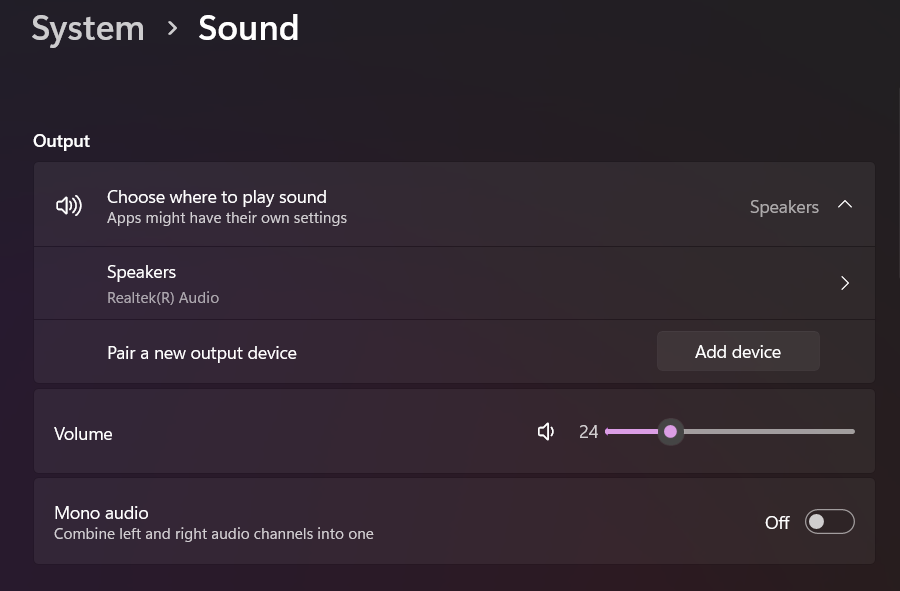 System > Sound
Output
Choose where to play sound
Apps might have their own settings
Speakers
Speakers
Realtek(R) Audio
Pair a new output device
Add device
Volume
24
Mono audio
Combine left and right audio channels into one
Off